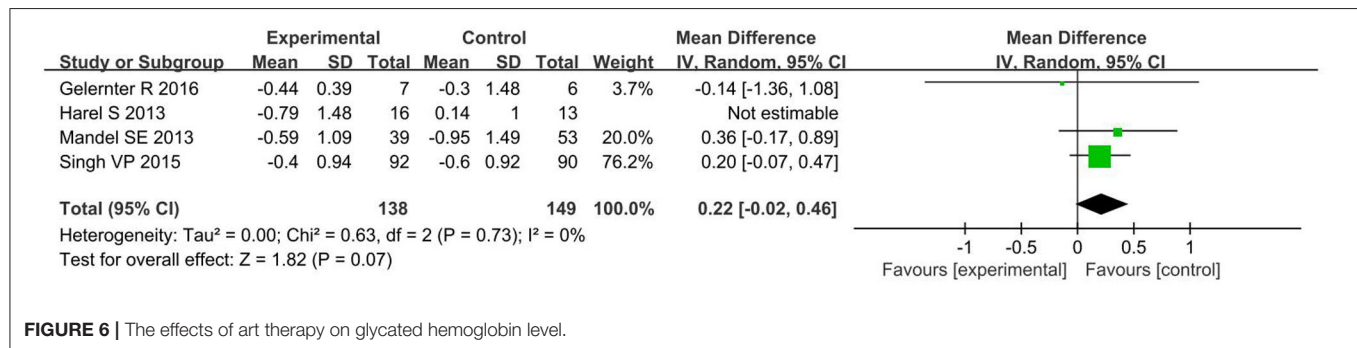 Experimental Control Mean Difference Mean Difference
Study or Subgroup Mean SD Total Mean SD Total Weight IV, Random, 95% CI IV, Random, 95% CI
Gelernter R 2016 -0.44 0.39 7 -0.3 1.48 6 3.7% -0.14 [-1.36, 1.08]
Harel S 2013 -0.79 1.48 16 0.14 1 13 Not estimable
Mandel SE 2013 -0.59 1.09 39 -0.95 1.49 53 20.0% 0.36 [-0.17, 0.89]
Singh VP 2015 -0.4 0.94 92 -0.6 0.92 90 76.2% 0.20 [-0.07, 0.47]
Total (95% CI) 138 149 100.0% 0.22 [-0.02, 0.46]
Heterogeneity: Tau² = 0.00; Chi² = 0.63, df = 2 (P = 0.73); I² = 0%
Test for overall effect: Z = 1.82 (P = 0.07)
-1 -0.5 0 0.5 1
Favours [experimental] Favours [control]
FIGURE 6 | The effects of art therapy on glycated hemoglobin level.